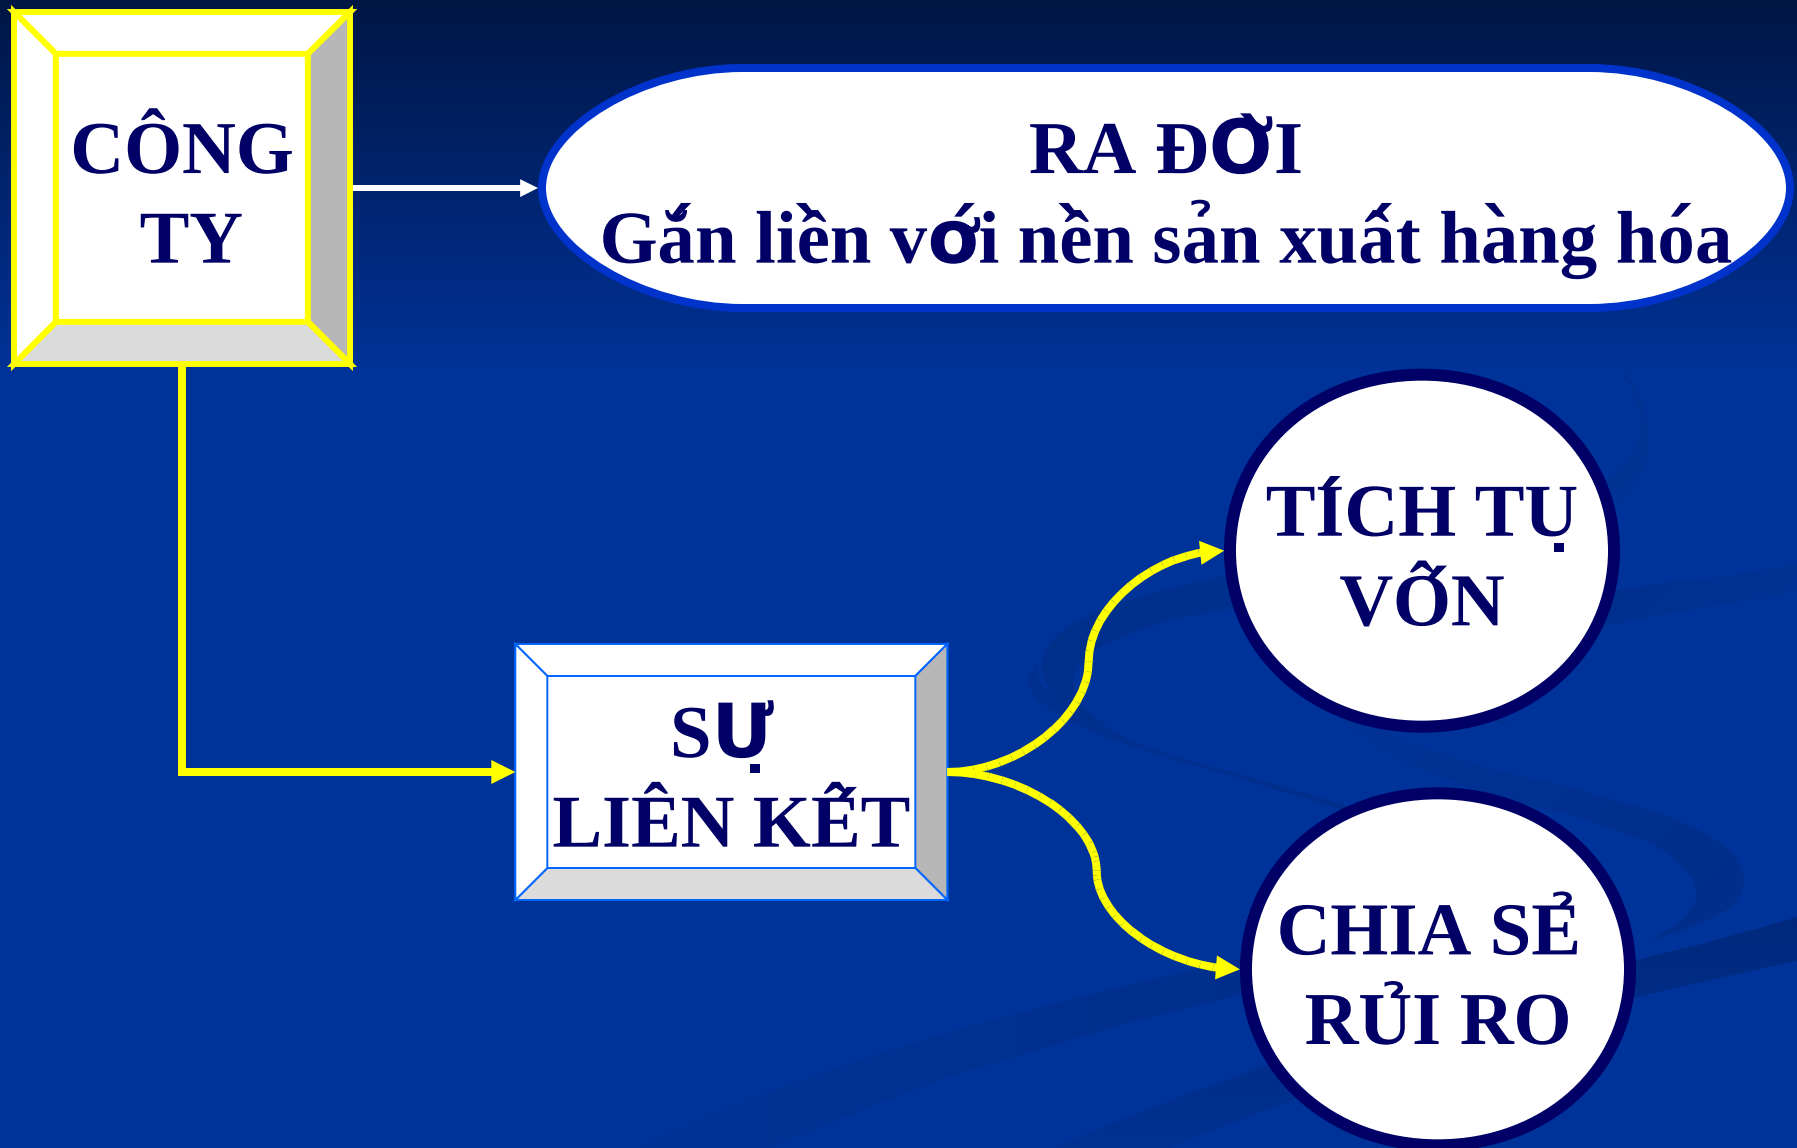 CÔNG
TY
RA ĐỜI
Gắn liền với nền sản xuất hàng hóa
TÍCH TỤ
VỐN
SỰ
LIÊN KẾT
CHIA SẺ
RỦI RO